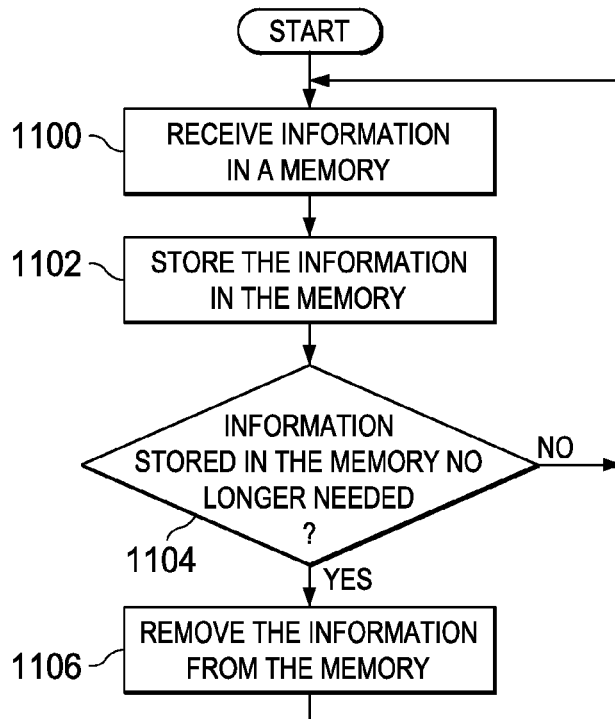 START
1100
RECEIVE INFORMATION
IN A MEMORY
1102
STORE THE INFORMATION
IN THE MEMORY
INFORMATION
STORED IN THE MEMORY NO
LONGER NEEDED
?
NO
1104
YES
1106
REMOVE THE INFORMATION
FROM THE MEMORY